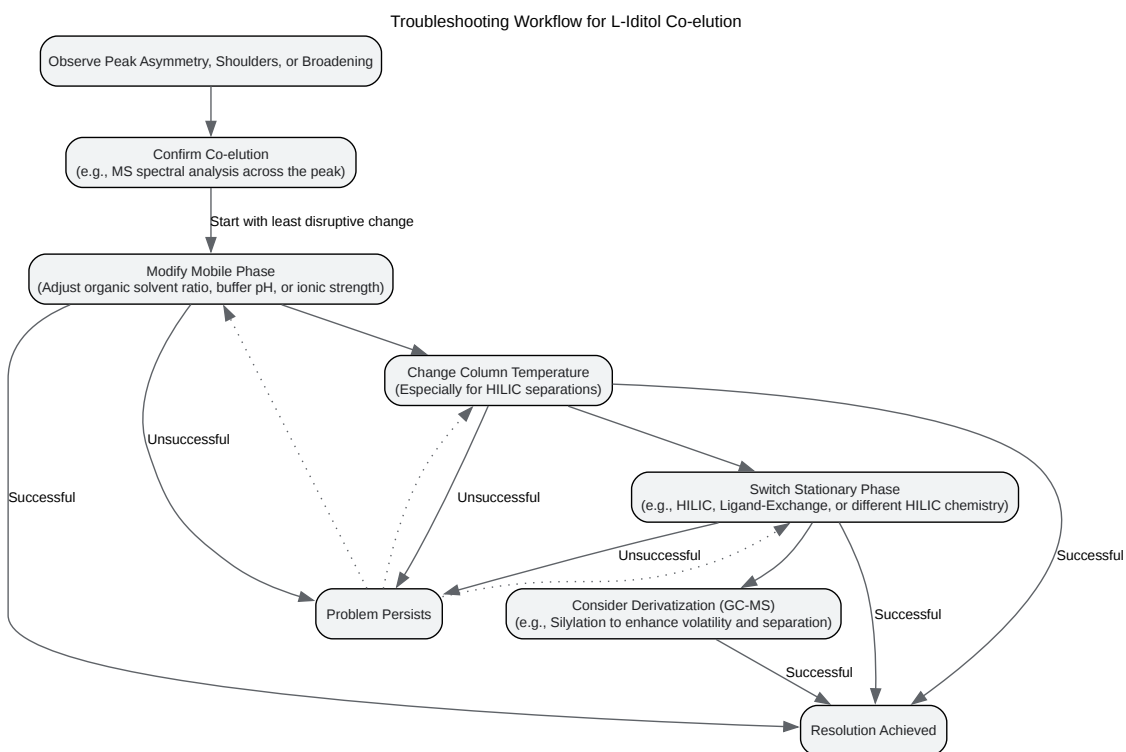 Troubleshooting Workflow for L-Iditol Co-elution
Observe Peak Asymmetry, Shoulders, or Broadening
Confirm Co-elution
(e.g., MS spectral analysis across the peak)
Start with least disruptive change
Modify Mobile Phase
(Adjust organic solvent ratio, buffer pH, or ionic strength)
Change Column Temperature
(Especially for HILIC separations)
Unsuccessful
Successful
Unsuccessful
Switch Stationary Phase
(e.g., HILIC, Ligand-Exchange, or different HILIC chemistry)
Unsuccessful
Successful
Problem Persists
Consider Derivatization (GC-MS)
(e.g., Silylation to enhance volatility and separation)
Successful
Successful
Resolution Achieved